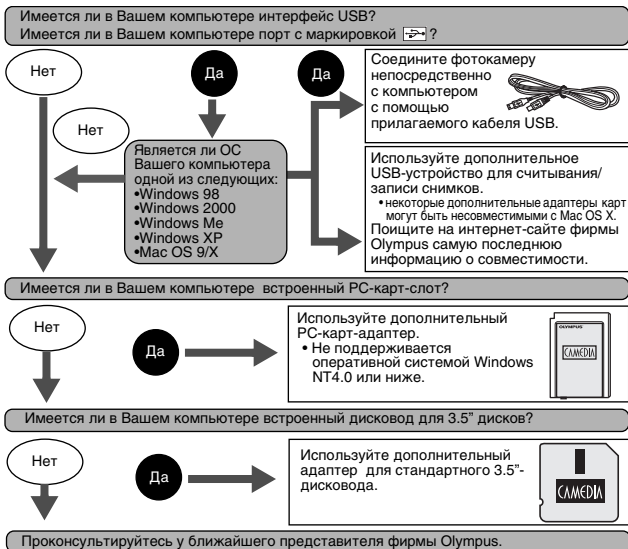 Имеется ли в Вашем компьютере интерфейс USB?
Имеется ли в Вашем компьютере порт с маркировкой ?
Нет
Да
Да
Соедините фотокамеру
непосредственно
с компьютером
с помощью
прилагаемого кабеля USB.
Нет
Является ли ОС
Вашего компьютера
одной из следующих:
•Windows 98
•Windows 2000
•Windows Me
•Windows XP
•Mac OS 9/X
Используйте дополнительное
USB-устройство для считывания/
записи снимков.
• некоторые дополнительные адаптеры карт
могут быть несовместимыми с Mac OS X.
Поищите на интернет-сайте фирмы
Olympus самую последнюю
информацию о совместимости.
Имеется ли в Вашем компьютере встроенный PC-карт-слот?
Нет
Да
Используйте дополнительный
PC-карт-адаптер.
• Не поддерживается
оперативной системой Windows
NT4.0 или ниже.
OLYMPUS
CAMEDIA
Имеется ли в Вашем компьютере встроенный дисковод для 3.5” дисков?
Нет
Да
Используйте дополнительный
адаптер для стандартного 3.5”-
дисковода.
CAMEDIA
Проконсультируйтесь у ближайшего представителя фирмы Olympus.